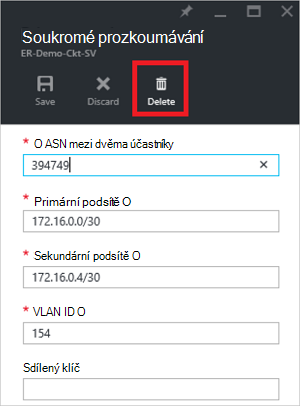 Soukromé prozkoumávání
ER-Demo-Ckt-SV
Save Discard Delete
* O ASN mezi dvěma účastníky
394749
* Primární podsítě O
172.16.0.0/30
* Sekundární podsítě O
172.16.0.4/30
* VLAN ID O
154
Sdílený klíč